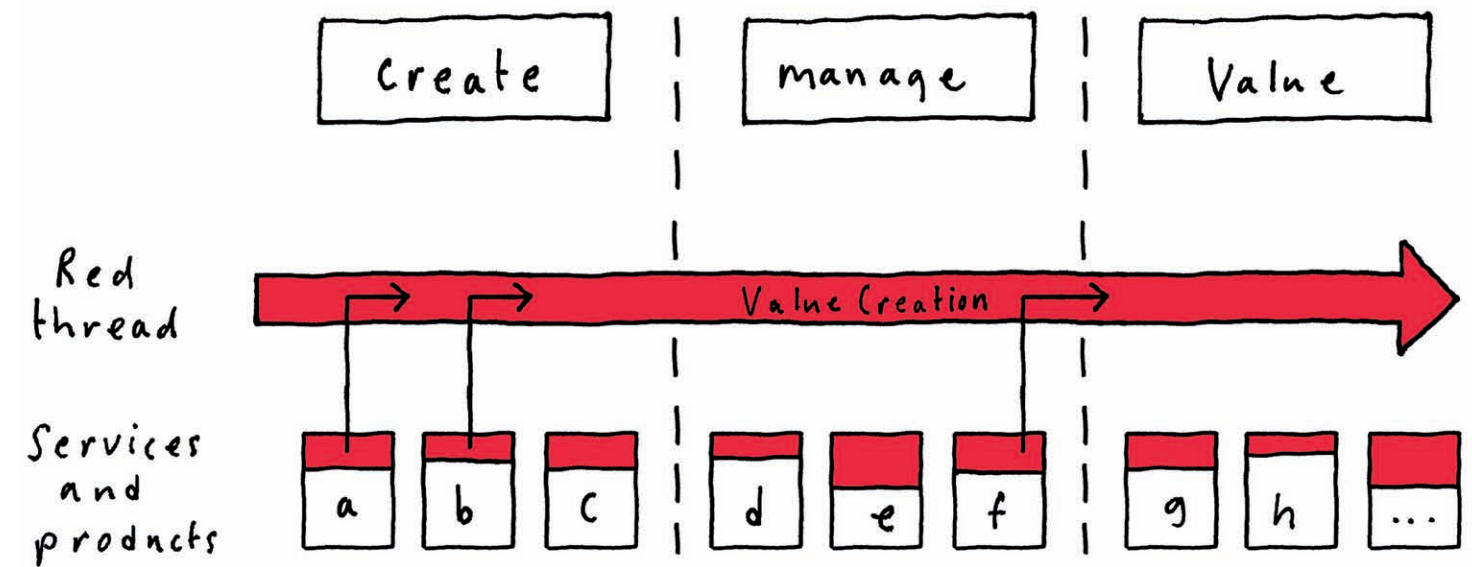 Create
manage
Value
Red
thread
Value Creation
Services
and
products
a
b
c
d
e
f
g
h
...